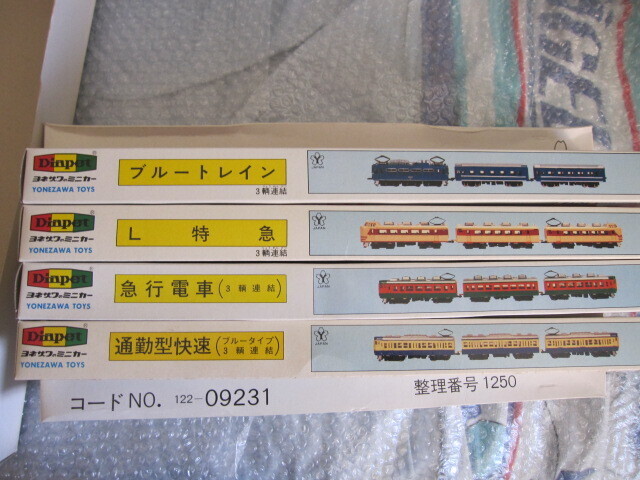 Dinpet
ヨネザワのミニカー
YONEZAWA TOYS
ブルートレイン
3輌連結
JAPAN
Dinpet
ヨネザワのミニカー
YONEZAWA TOYS
L 特 急
3輌連結
JAPAN
Dinpet
ヨネザワのミニカー
YONEZAWA TOYS
急行電車(3輌連結)
JAPAN
Dinpet
ヨネザワのミニカー
YONEZAWA TOYS
通勤型快速(ブルータイプ
3輌連結)
JAPAN
コードNO. 122-09231
整理番号1250